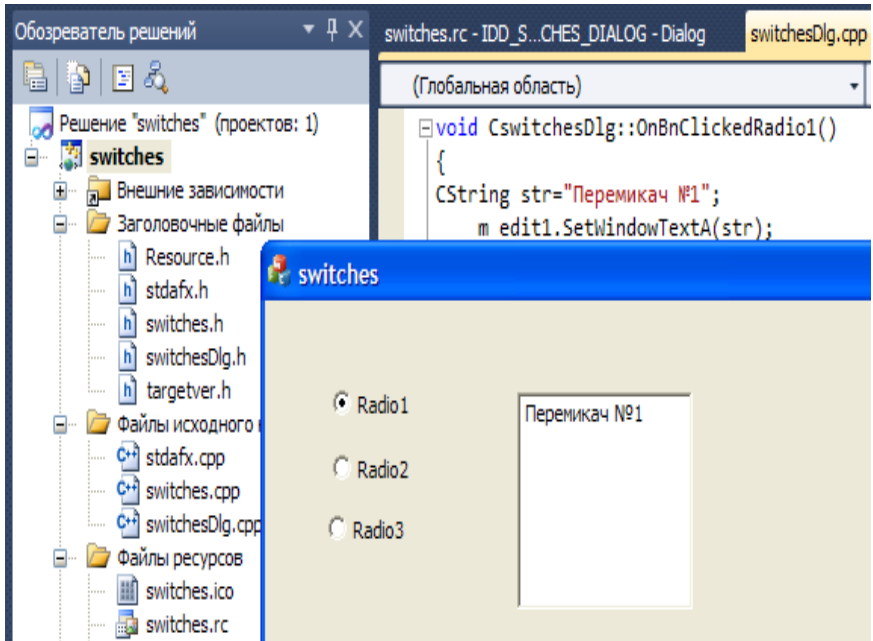 Обозреватель решений
Решение "switches" (проектов: 1)
switches
Внешние зависимости
Заголовочные файлы
Resource.h
stdafx.h
switches.h
switchesDlg.h
targetver.h
Файлы исходного
stdafx.cpp
switches.cpp
switchesDlg.cpp
Файлы ресурсов
switches.ico
switches.rc
switches.rc - IDD_S...CHES_DIALOG - Dialog
switchesDlg.cpp
(Глобальная область)
void CswitchesDlg::OnBnClickedRadio1()
{
CString str="Перемикач №1";
m_edit1.SetWindowTextA(str);
switches
Radio1
Radio2
Radio3
Перемикач №1